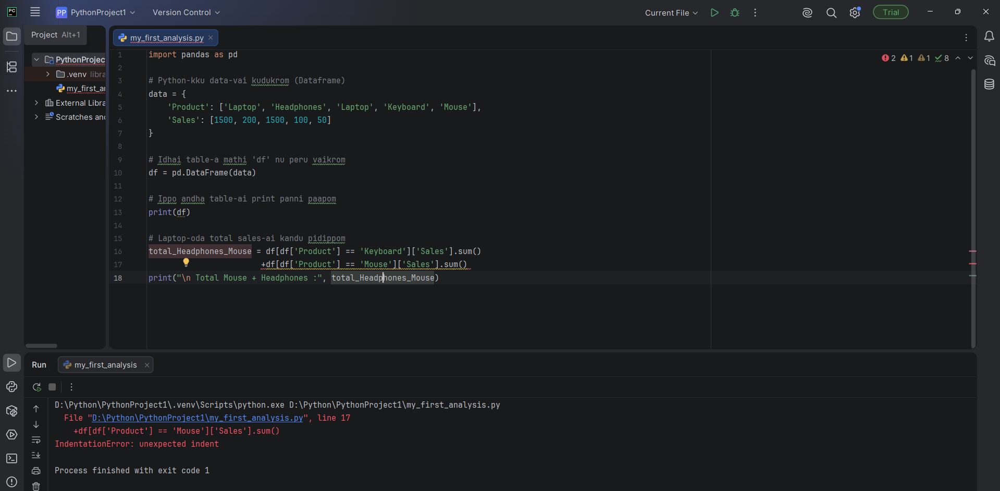 PC
PP PythonProject1
Version Control
Current File
Trial
Project Alt+1
PythonProjec
.venv libra
my_first_ar
External Libra
Scratches and
my_first_analysis.py
2 1 1 8
1 import pandas as pd
2
3 # Python-kku data-vai kudukrom (Dataframe)
4 data = {
5 'Product': ['Laptop', 'Headphones', 'Laptop', 'Keyboard', 'Mouse'],
6 'Sales': [1500, 200, 1500, 100, 50]
7 }
8
9 # Idhai table-a mathi 'df' nu peru vaikrom
10 df = pd.DataFrame(data)
11
12 # Ippo andha table-ai print panni paapom
13 print(df)
14
15 # Laptop-oda total sales-ai kandu pidippom
16 total_Headphones_Mouse = df[df['Product'] == 'Keyboard']['Sales'].sum()
17 +df[df['Product'] == 'Mouse']['Sales'].sum()
18 print("\n Total Mouse + Headphones :", total_Headphones_Mouse)
Run my_first_analysis
D:\Python\PythonProject1\.venv\Scripts\python.exe D:\Python\PythonProject1\my_first_analysis.py
File "D:\Python\PythonProject1\my_first_analysis.py", line 17
+df[df['Product'] == 'Mouse']['Sales'].sum()
IndentationError: unexpected indent
Process finished with exit code 1